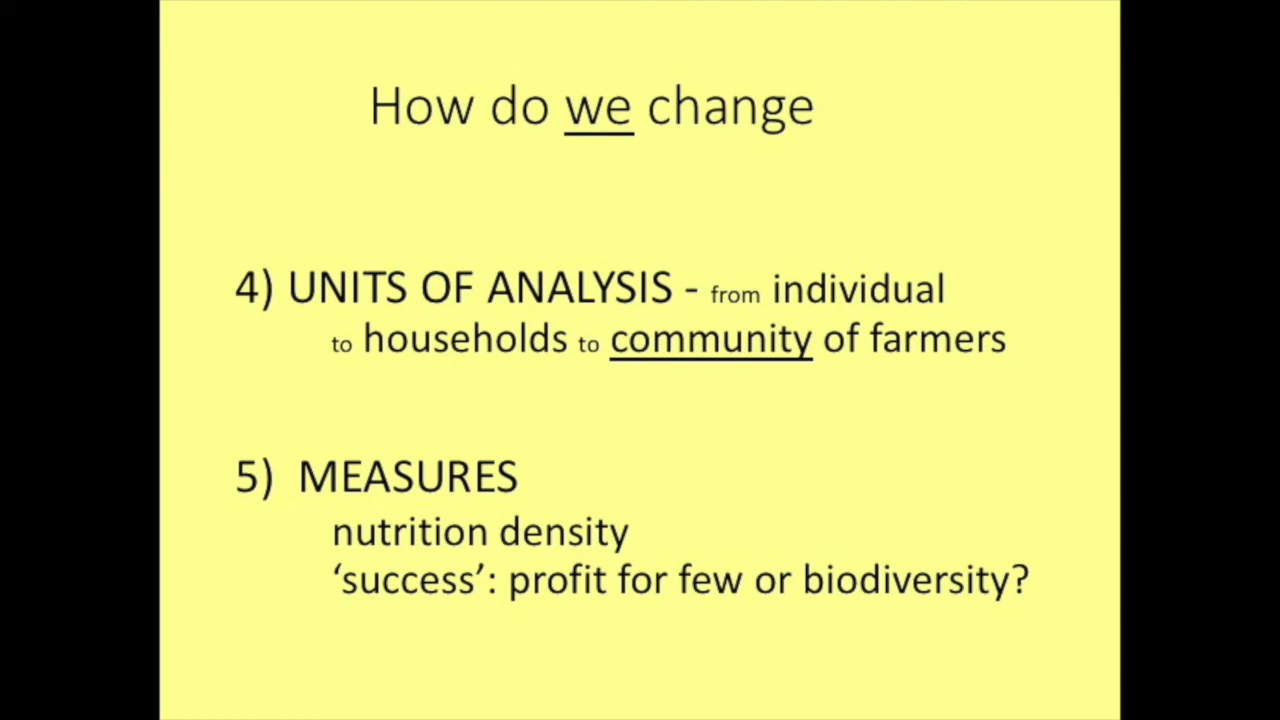 How do we change
4) UNITS OF ANALYSIS - from individual
to households to community of farmers
5) MEASURES
nutrition density
‘success’: profit for few or biodiversity?